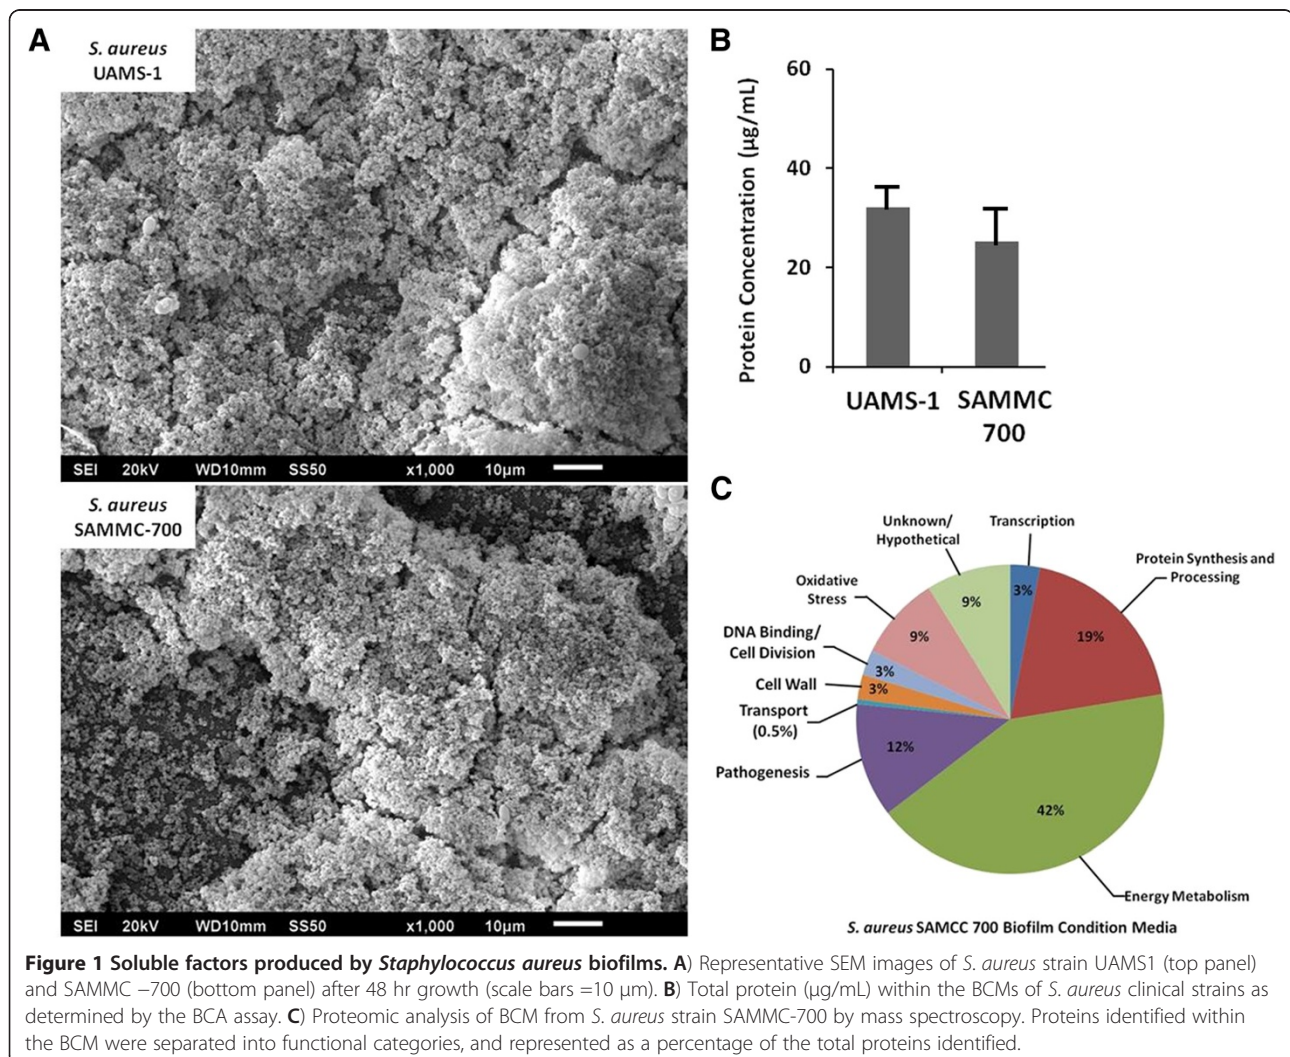 A
S. aureus
UAMS-1
SEI 20kV WD10mm SS50 x1,000 10µm
S. aureus
SAMMC-700
SEI 20kV WD10mm SS50 x1,000 10µm
B
Protein Concentration (µg/mL)
60
40
20
0
UAMS-1 SAMMC
700
C
Unknown/
Hypothetical
Transcription
Protein Synthesis and
Processing
Oxidative
Stress
DNA Binding/
Cell Division
Cell Wall
Transport
(0.5%)
Pathogenesis
Energy Metabolism
3%
19%
42%
12%
3%
3%
9%
9%
S. aureus SAMCC 700 Biofilm Condition Media
Figure 1 Soluble factors produced by Staphylococcus aureus biofilms. A) Representative SEM images of S. aureus strain UAMS1 (top panel)
and SAMMC −700 (bottom panel) after 48 hr growth (scale bars =10 µm). B) Total protein (µg/mL) within the BCMs of S. aureus clinical strains as
determined by the BCA assay. C) Proteomic analysis of BCM from S. aureus strain SAMMC-700 by mass spectroscopy. Proteins identified within
the BCM were separated into functional categories, and represented as a percentage of the total proteins identified.